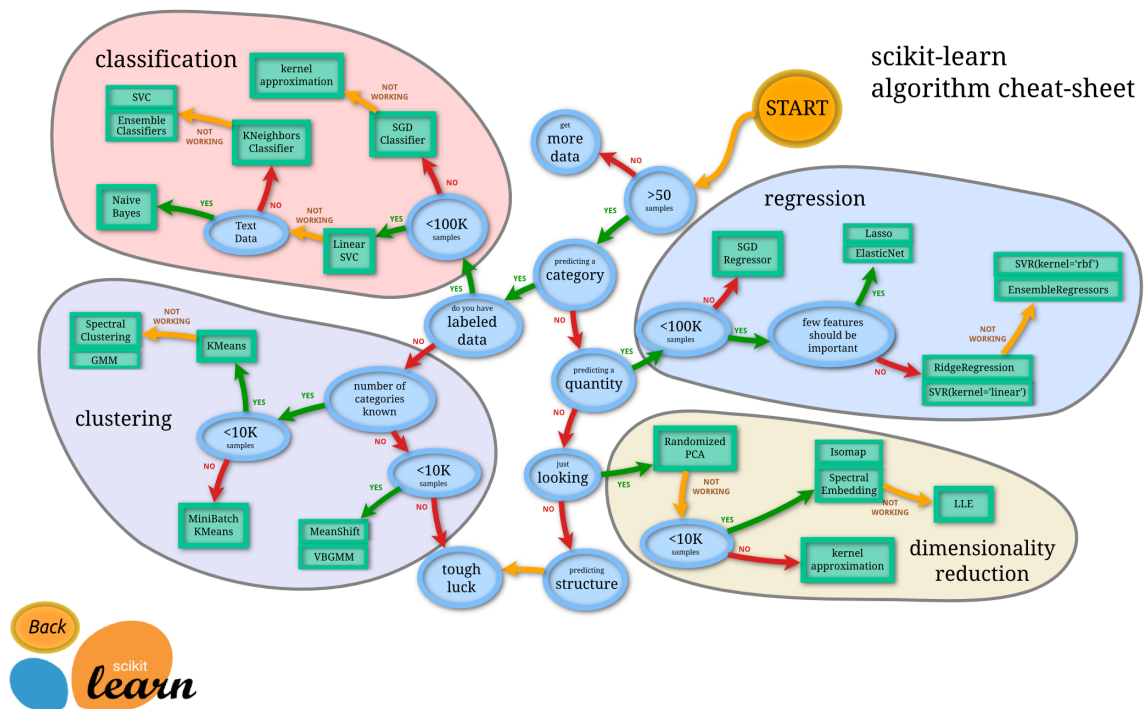 scikit-learn
algorithm cheat-sheet
START
get
more
data
NO
>50
samples
YES
predicting a
category
YES
NO
do you have
labeled
data
YES
NO
predicting a
quantity
YES
NO
just
looking
YES
NO
predicting
structure
tough
luck
classification
kernel
approximation
NOT
WORKING
SVC
Ensemble
Classifiers
NOT
WORKING
KNeighbors
Classifier
SGD
Classifier
NO
Naive
Bayes
YES
NO
Text
Data
NOT
WORKING
Linear
SVC
YES
<100K
samples
regression
SGD
Regressor
NO
<100K
samples
YES
Lasso
ElasticNet
YES
few features
should be
important
NO
SVR(kernel='rbf')
EnsembleRegressors
NOT
WORKING
RidgeRegression
SVR(kernel='linear')
clustering
Spectral
Clustering
GMM
NOT
WORKING
KMeans
YES
<10K
samples
NO
MiniBatch
KMeans
YES
number of
categories
known
NO
<10K
samples
YES
NO
MeanShift
VBGMM
dimensionality
reduction
Randomized
PCA
NOT
WORKING
<10K
samples
YES
NO
Isomap
Spectral
Embedding
NOT
WORKING
LLE
kernel
approximation
Back
scikit
learn